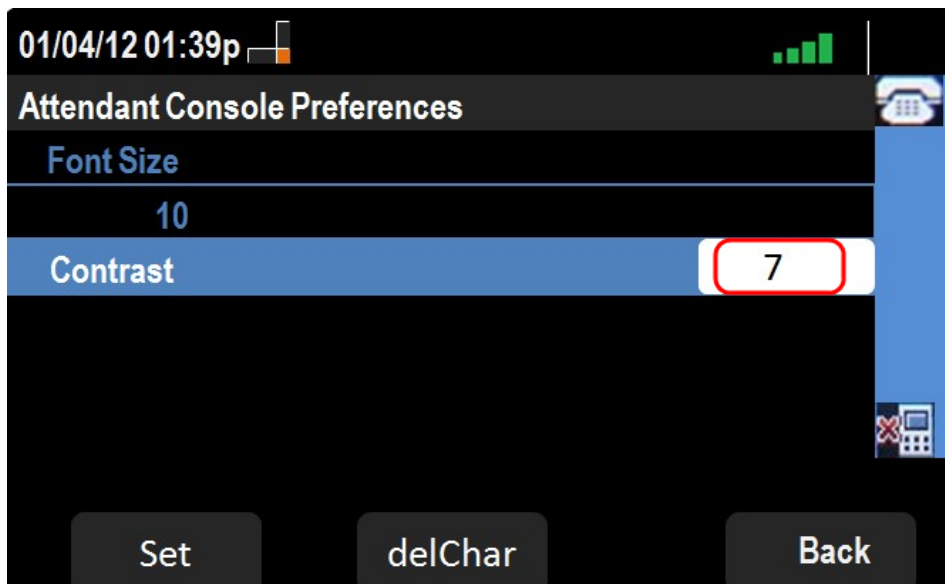 01/04/12 01:39p
Attendant Console Preferences
Font Size
10
Contrast 7
Set delChar Back